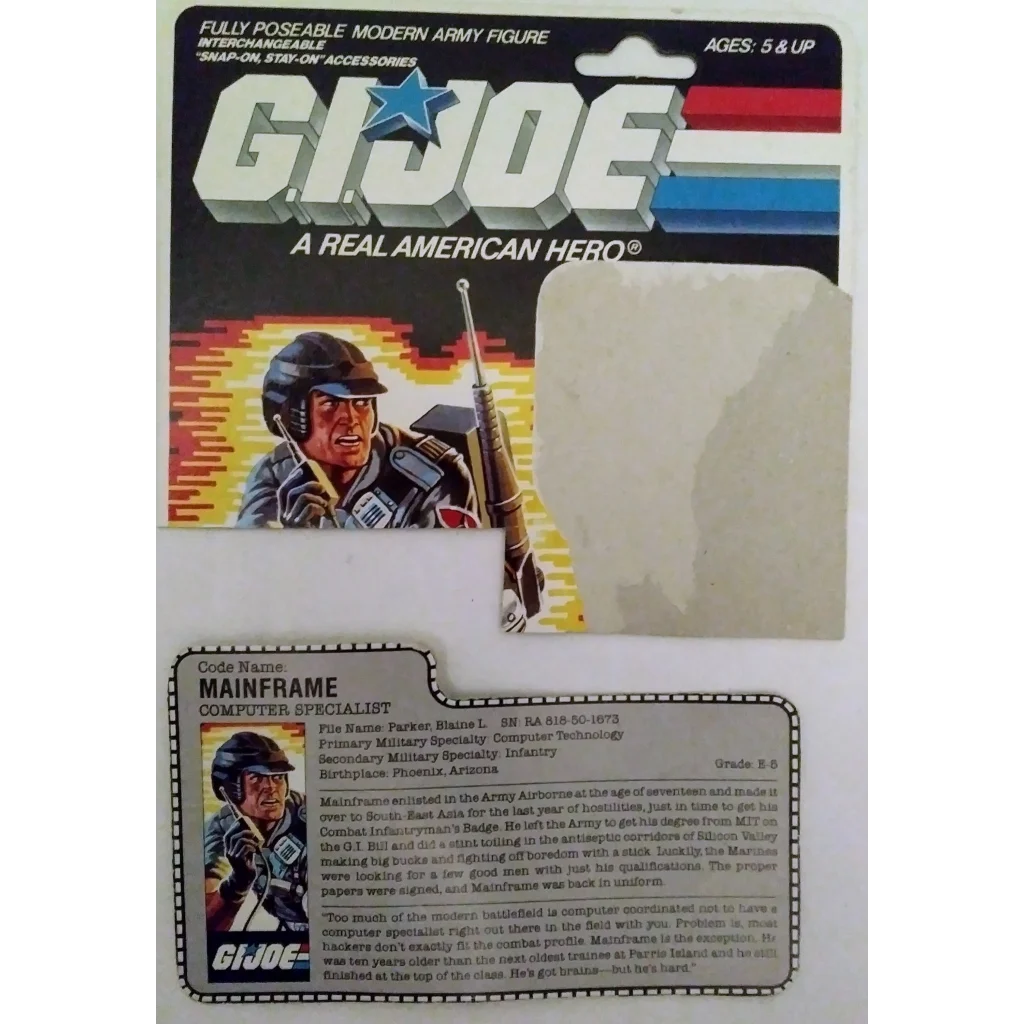 FULLY POSEABLE MODERN ARMY FIGURE
INTERCHANGEABLE
"SNAP-ON, STAY-ON" ACCESSORIES
AGES: 5 & UP
G.I. JOE
A REAL AMERICAN HERO®
Code Name:
MAINFRAME
COMPUTER SPECIALIST
File Name: Parker, Blaine L. SN: RA 818-50-1673
Primary Military Specialty: Computer Technology
Secondary Military Specialty: Infantry
Birthplace: Phoenix, Arizona
Grade: E-5
Mainframe enlisted in the Army Airborne at the age of seventeen and made it
over to South-East Asia for the last year of hostilities, just in time to get his
Combat Infantryman's Badge. He left the Army to get his degree from MIT on
the G.I. Bill and did a stint toiling in the antiseptic corridors of Silicon Valley
making big bucks and fighting off boredom with a stick. Luckily, the Marines
were looking for a few good men with just his qualifications. The proper
papers were signed, and Mainframe was back in uniform.
"Too much of the modern battlefield is computer coordinated not to have a
computer specialist right out there in the field with you. Problem is, most
hackers don't exactly fit the combat profile. Mainframe is the exception. He
was ten years older than the next oldest trainee at Parris Island and he still
finished at the top of the class. He's got brains—but he's hard."
G.I. JOE